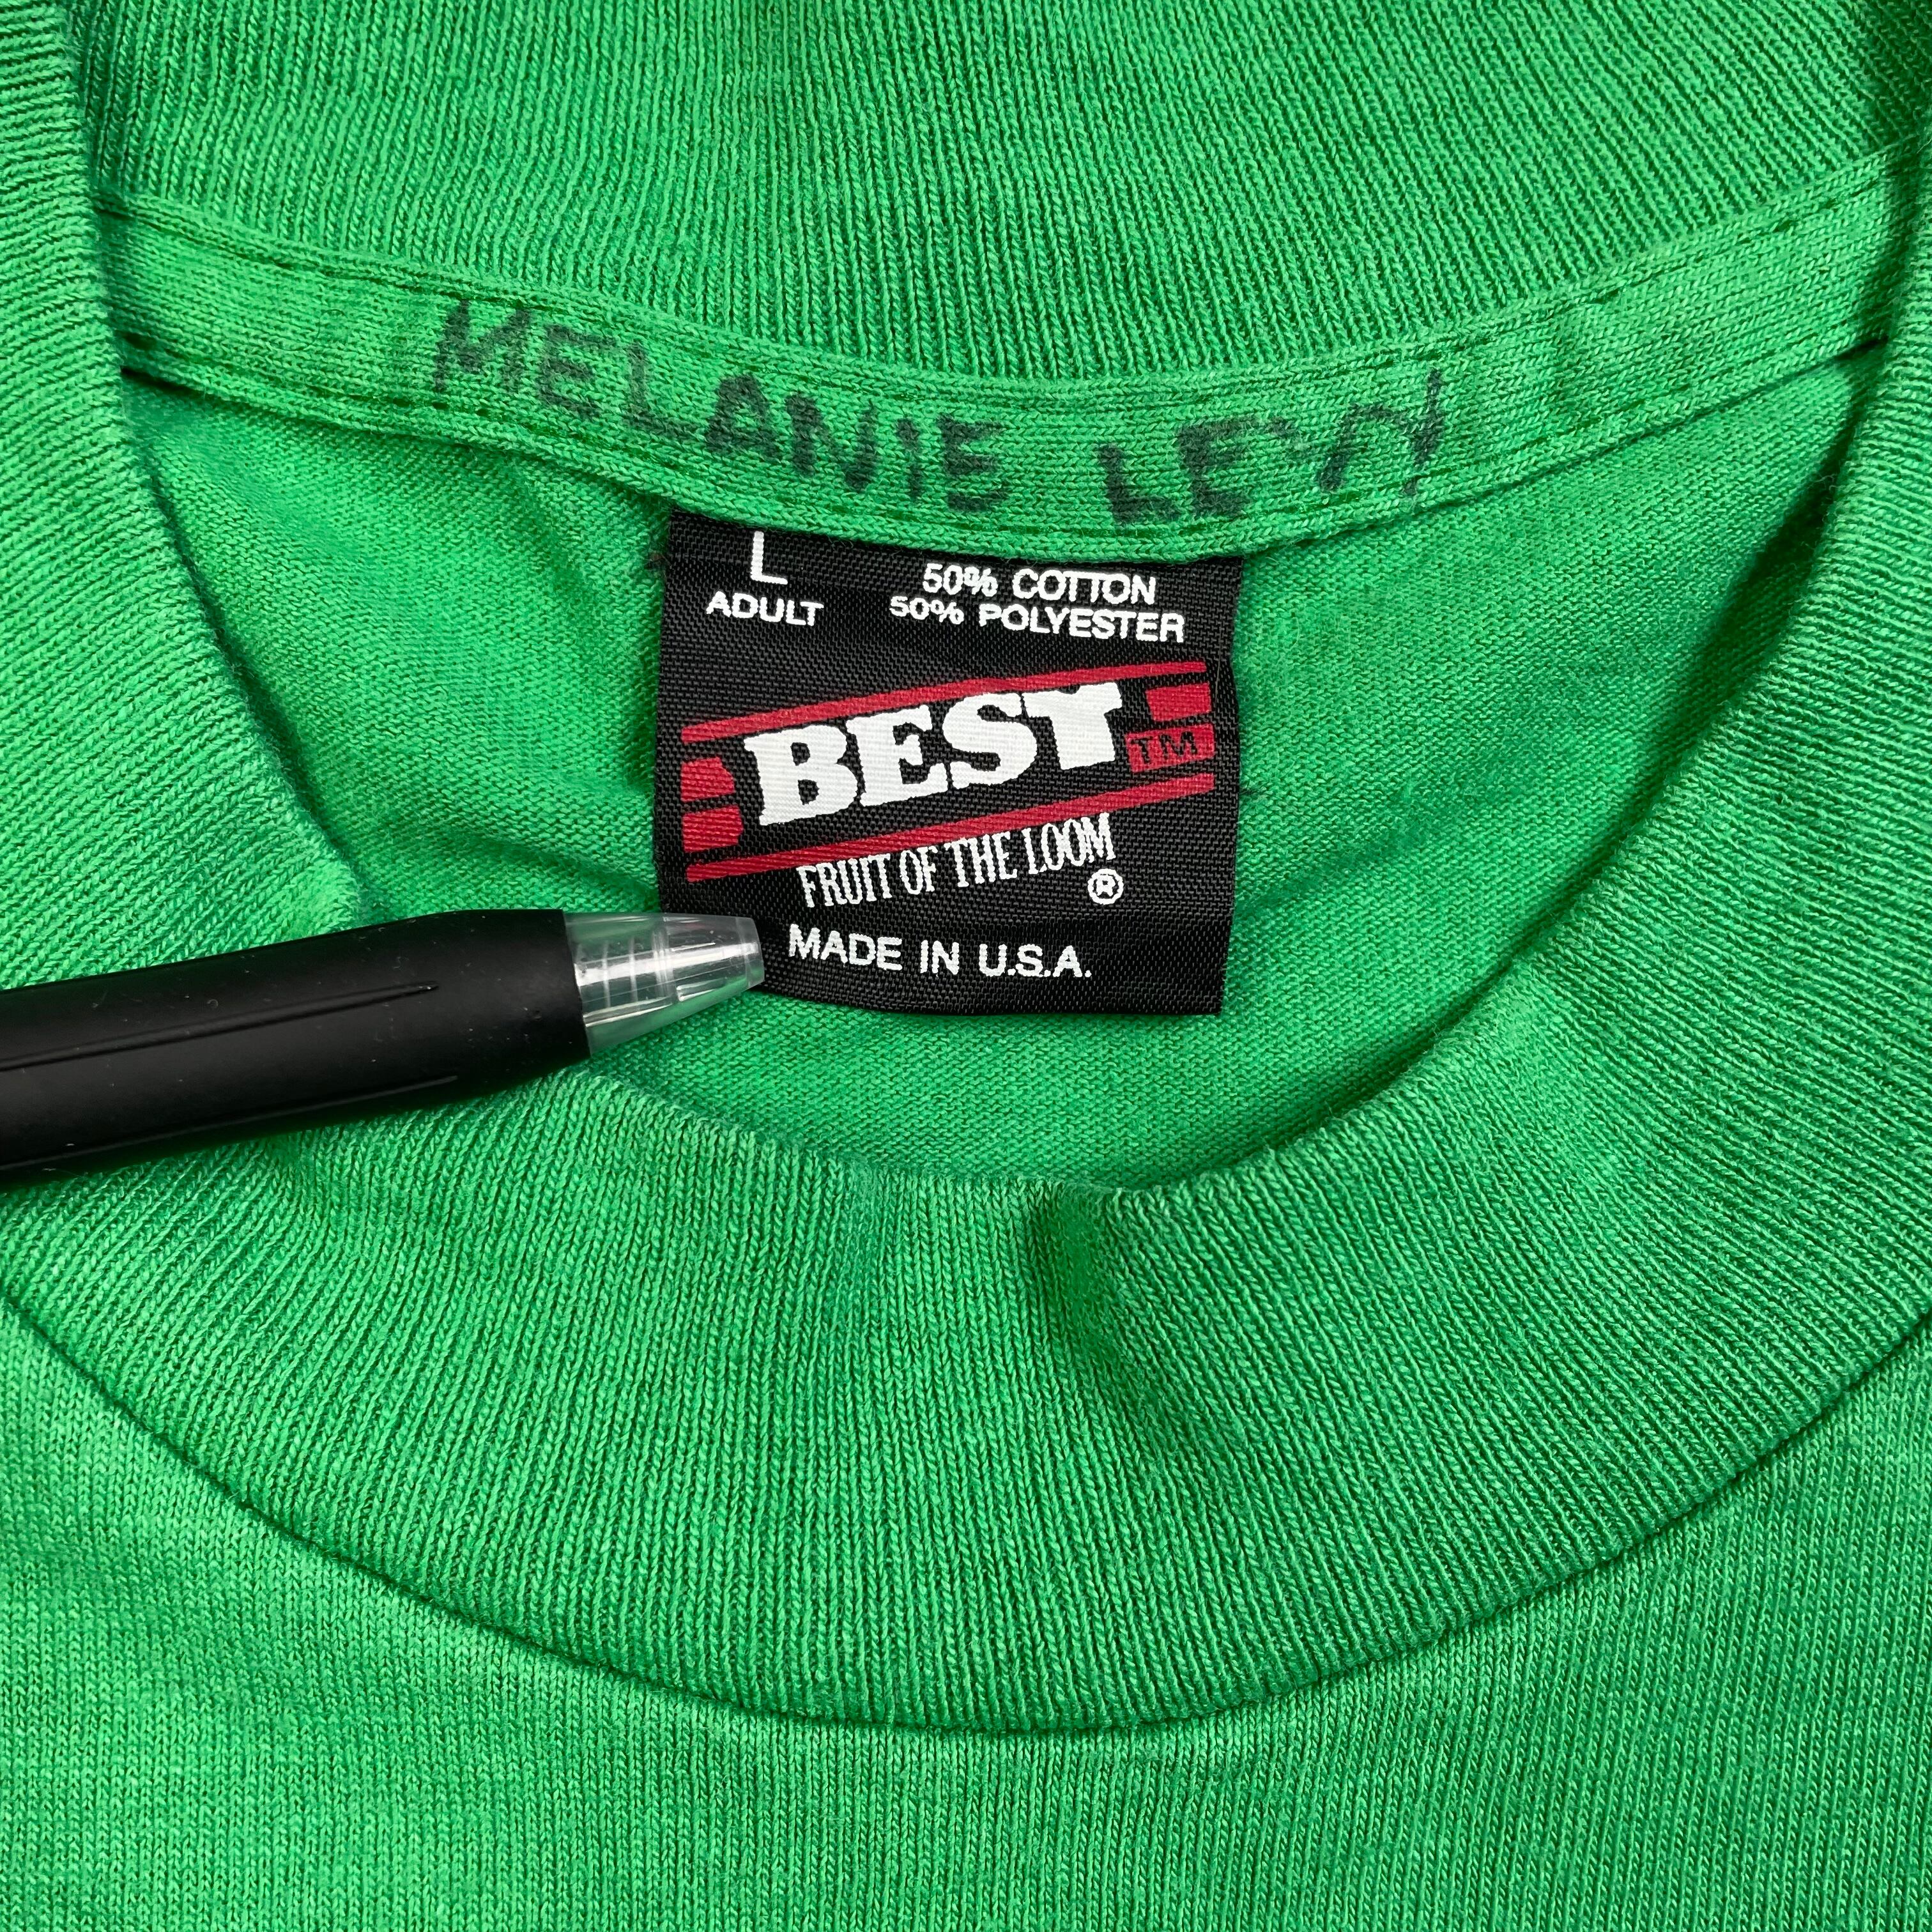 MELANIE LEVY
L
ADULT
50% COTTON
50% POLYESTER
BEST TM
FRUIT OF THE LOOM
®
MADE IN U.S.A.